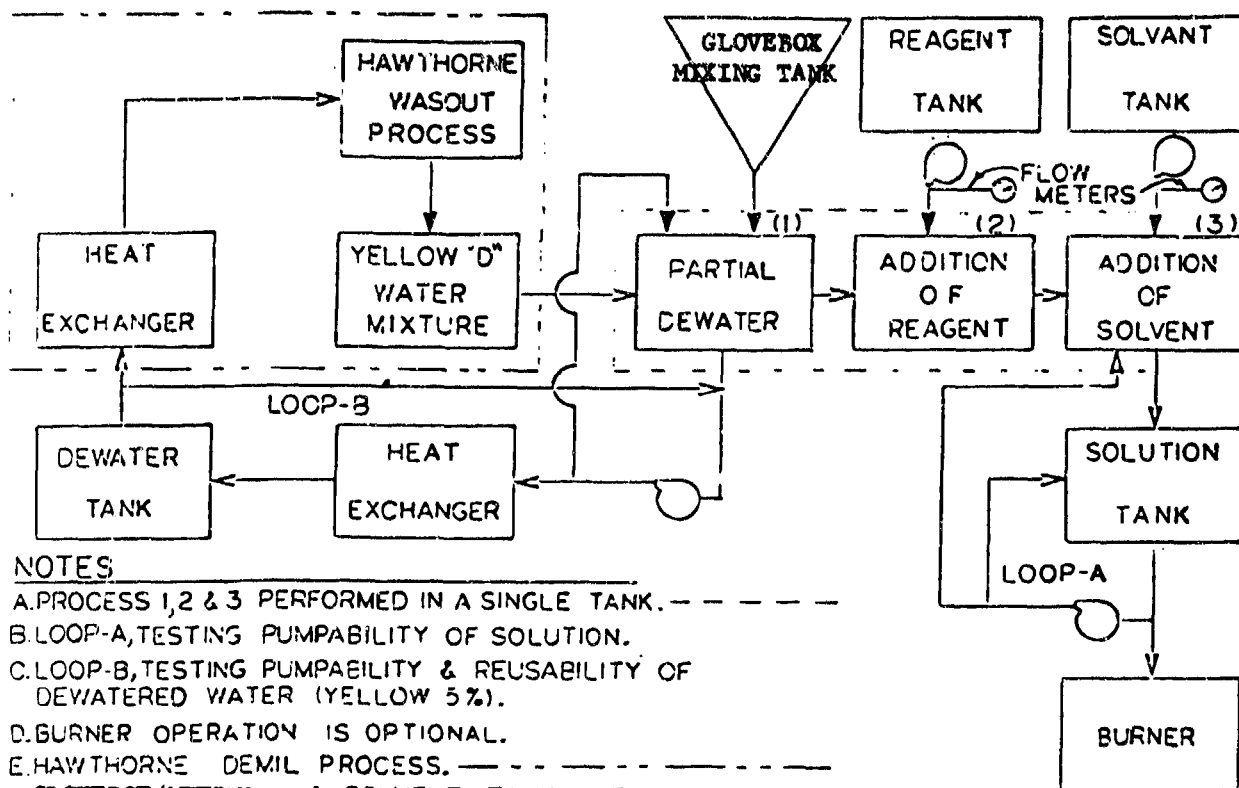 HAWTHORNE
WASOUT
PROCESS
GLOVEBOX
MIXING TANK
REAGENT
TANK
SOLVANT
TANK
FLOW
METERS
HEAT
EXCHANGER
YELLOW "D"
WATER
MIXTURE
(1)
PARTIAL
DEWATER
(2)
ADDITION
OF
REAGENT
(3)
ADDITION
OF
SOLVENT
LOOP-B
DEWATER
TANK
HEAT
EXCHANGER
SOLUTION
TANK
LOOP-A
BURNER
NOTES
A.PROCESS 1,2 & 3 PERFORMED IN A SINGLE TANK.
B.LOOP-A,TESTING PUMPABILITY OF SOLUTION.
C.LOOP-B,TESTING PUMPABILITY & REUSABILITY OF
DEWATERED WATER (YELLOW 5%).
D.BURNER OPERATION IS OPTIONAL.
E.HAWTHORNE DEMIL PROCESS.